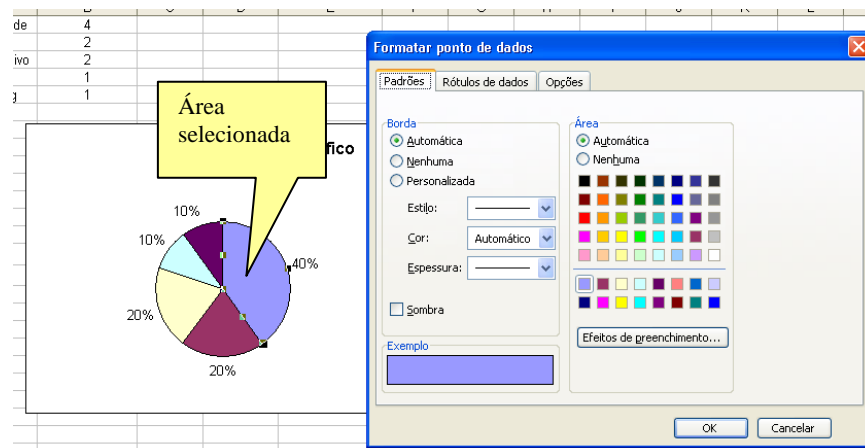 de 4
2
ivo 2
1
g 1
Área
selecionada
fico
10%
10%
40%
20%
20%
Formatar ponto de dados
Padrões Rótulos de dados Opções
Borda
Automática
Nenhuma
Personalizada
Estilo:
Cor: Automático
Espessura:
Sombra
Exemplo
Área
Automática
Nenhuma
Efeitos de preenchimento...
OK Cancelar